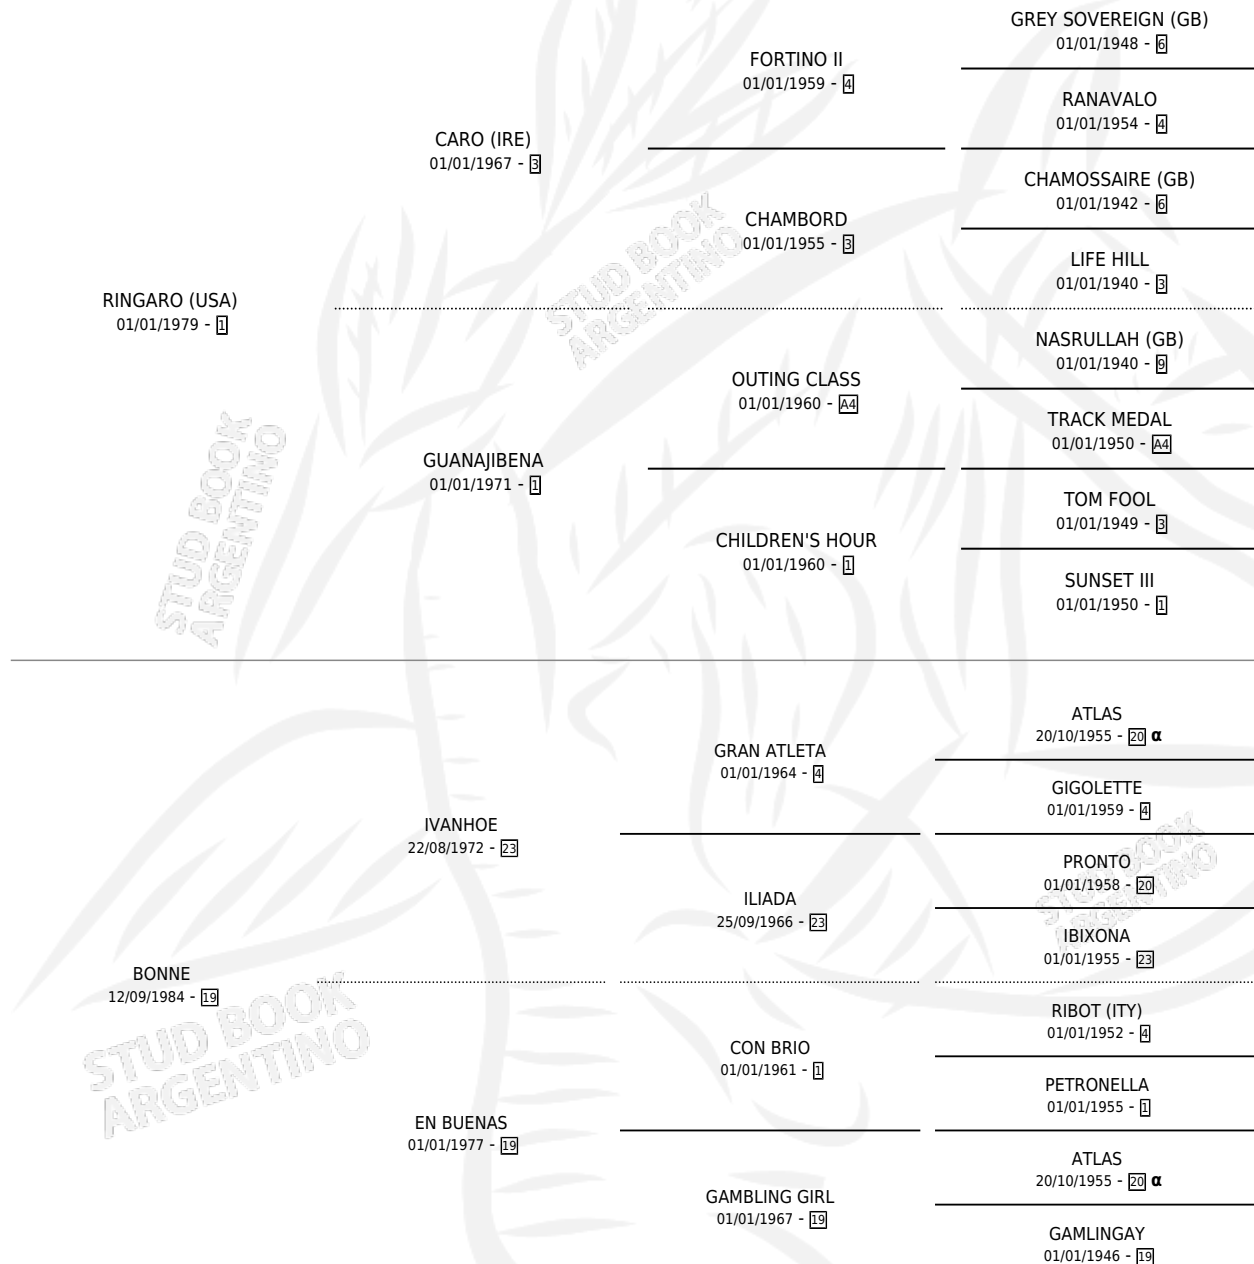 GREY SOVEREIGN (GB)
01/01/1948 - 6
FORTINO II
01/01/1959 - 4
RANAVALO
01/01/1954 - 4
CARO (IRE)
01/01/1967 - 3
CHAMOSSAIRE (GB)
01/01/1942 - 6
CHAMBORD
01/01/1955 - 3
LIFE HILL
01/01/1940 - 3
RINGARO (USA)
01/01/1979 - 1
NASRULLAH (GB)
01/01/1940 - 9
OUTING CLASS
01/01/1960 - A4
TRACK MEDAL
01/01/1950 - A4
GUANAJIBENA
01/01/1971 - 1
TOM FOOL
01/01/1949 - 3
CHILDREN'S HOUR
01/01/1960 - 1
SUNSET III
01/01/1950 - 1
ATLAS
20/10/1955 - 20 α
GRAN ATLETA
01/01/1964 - 4
GIGOLETTE
01/01/1959 - 4
IVANHOE
22/08/1972 - 23
PRONTO
01/01/1958 - 20
ILIADA
25/09/1966 - 23
IBIXONA
01/01/1955 - 23
BONNE
12/09/1984 - 19
RIBOT (ITY)
01/01/1952 - 4
CON BRIO
01/01/1961 - 1
PETRONELLA
01/01/1955 - 1
EN BUENAS
01/01/1977 - 19
ATLAS
20/10/1955 - 20 α
GAMBLING GIRL
01/01/1967 - 19
GAMLINGAY
01/01/1946 - 19
STUD BOOK
ARGENTINO
STUD BOOK
ARGENTINO
STUD BOOK
ARGENTINO
STUD BOOK
ARGENTINO